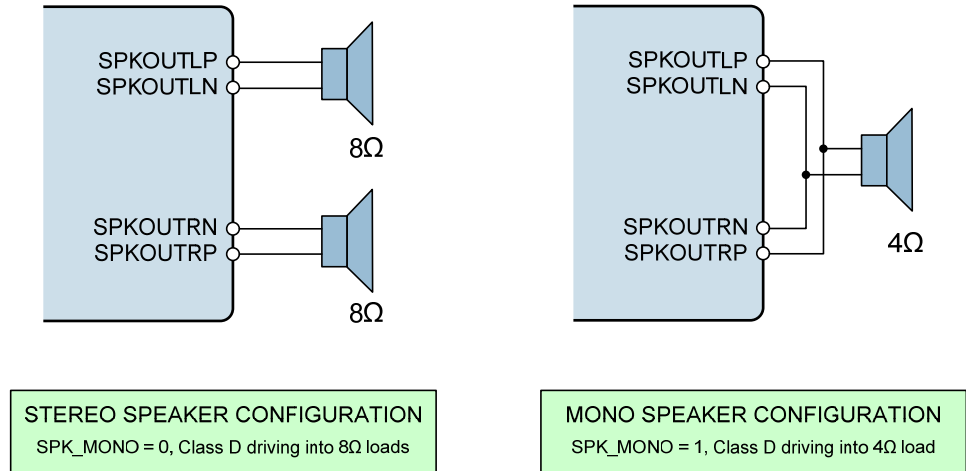 SPKOUTLP
SPKOUTLN
8Ω
SPKOUTRN
SPKOUTRP
8Ω
STEREO SPEAKER CONFIGURATION
SPK_MONO = 0, Class D driving into 8Ω loads
SPKOUTLP
SPKOUTLN
SPKOUTRN
SPKOUTRP
4Ω
MONO SPEAKER CONFIGURATION
SPK_MONO = 1, Class D driving into 4Ω load